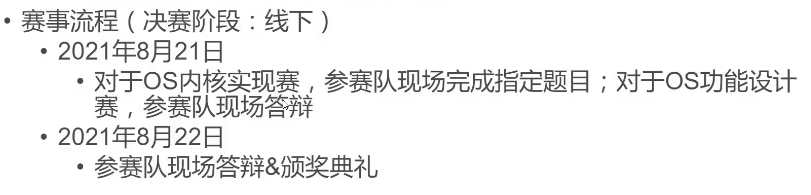 • 赛事流程（决赛阶段：线下）
• 2021年8月21日
• 对于OS内核实现赛，参赛队现场完成指定题目；对于OS功能设计
赛，参赛队现场答辩
• 2021年8月22日
• 参赛队现场答辩&颁奖典礼